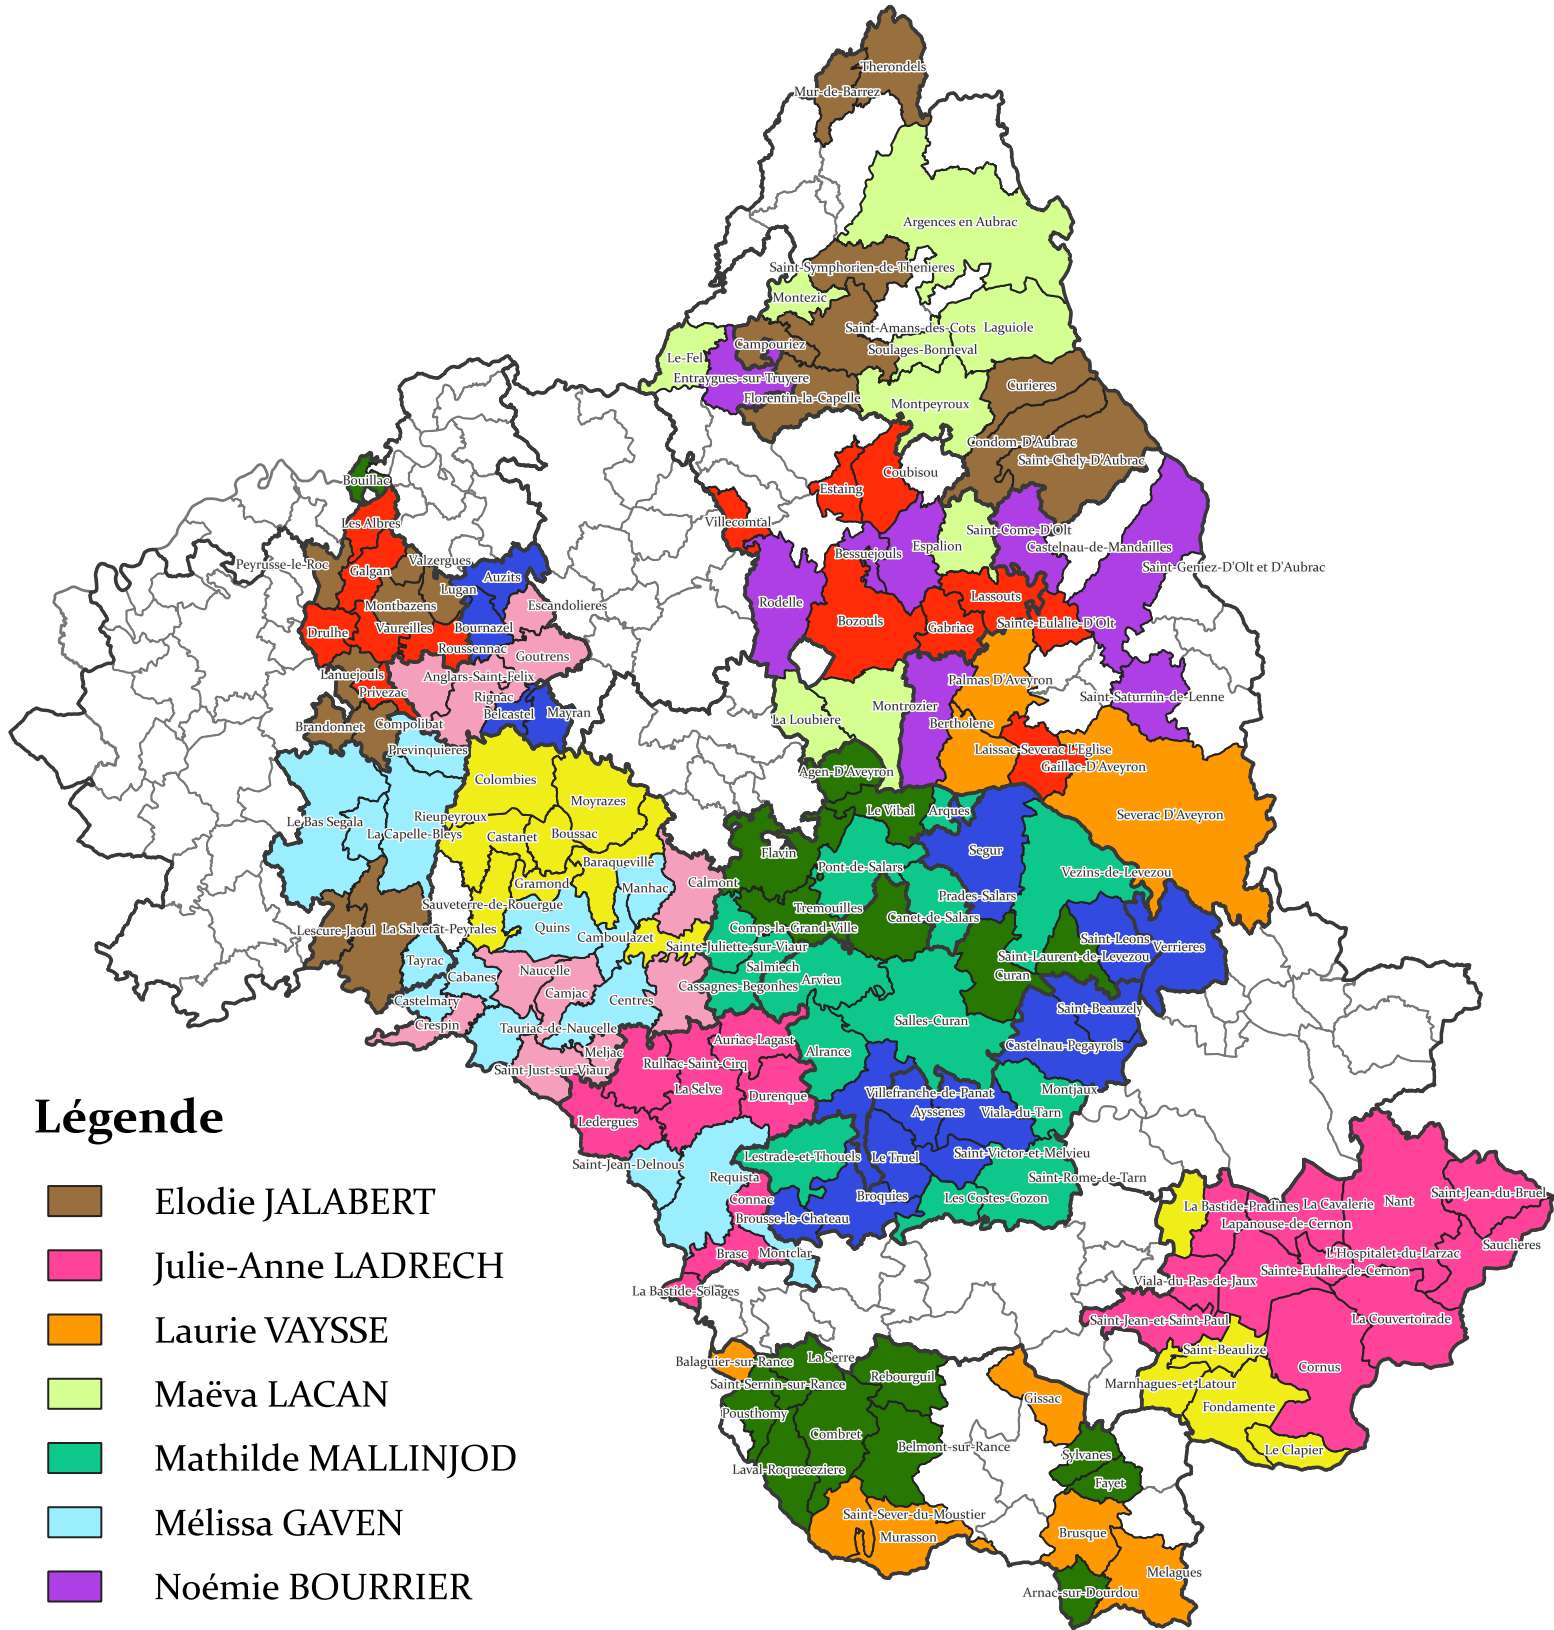 Therondels
Mur-de-Barrez
Argences en Aubrac
Saint-Symphorien-de-Thenieres
Montezic
Saint-Amans-des-Cots
Laguiole
Campouriez
Soulages-Bonneval
Le-Fel
Entraygues-sur-Truyere
Curieres
Florentin-la-Capelle
Montpeyroux
Condom-D'Aubrac
Saint-Chely-D'Aubrac
Coubisou
Bouillac
Estaing
Les Albres
Villecomtal
Saint-Come-D'Olt
Espalion
Castelnau-de-Mandailles
Bessuejouls
Valzergues
Peyrusse-le-Roc
Saint-Geniez-D'Olt et D'Aubrac
Galgan
Auzits
Lugan
Lassouts
Rodelle
Montbazens
Escandolieres
Bozouls
Sainte-Eulalie-D'Olt
Gabriac
Vaureilles
Bournazel
Drulhe
Roussennac
Goutrens
Lanuejouls
Anglars-Saint-Felix
Palmas D'Aveyron
Privezac
Rignac
Saint-Saturnin-de-Lenne
Montrozier
Belcastel
Mayran
La Loubière
Compolibat
Bertholene
Brandonnet
Previnquieres
Laissac-Severac L'Eglise
Gaillac-D'Aveyron
Agen-D'Aveyron
Colombies
Moyrazes
Le Vibal
Arques
Severac D'Aveyron
Rieupeyroux
Le Bas Segala
La Capelle-Bleys
Castanet
Boussac
Segur
Flavin
Baraqueville
Pont-de-Salars
Vezins-de-Levezou
Gramond
Manhac
Calmont
Prades-Salars
Sauveterre-de-Rouergue
Tremouilles
Canet-de-Salars
Lescure-Jaoul
La Salvetat-Peyrales
Quins
Comps-la-Grand-Ville
Camboulazet
Saint-Leons
Sainte-Juliette-sur-Viaur
Verrieres
Saint-Laurent-de-Levezou
Tayrac
Salmiech
Naucelle
Cabanes
Arvieu
Curan
Cassagnes-Begonhes
Camjac
Castelmary
Centrès
Saint-Beauzely
Salles-Curan
Crespin
Tauriac-de-Naucelle
Auriac-Lagast
Castelnau-Pegayrols
Meljac
Alrance
Rulhac-Saint-Cirq
Saint-Just-sur-Viaur
La Selve
Montjaux
Villefranche-de-Panat
Durenque
Ayssenes
Viala-du-Tarn
Ledergues
Saint-Victor-et-Melvieu
Lestrade-et-Thouels
Le Truel
Saint-Jean-Delnous
Requista
Saint-Rome-de-Tarn
Connac
Broquies
Les Costes-Gozon
Saint-Jean-du-Bruel
Nant
La Cavalerie
La Bastide-Pradines
Brousse-le-Chateau
Lapanouse-de-Cernon
Sauclieres
Brasc
Montclar
L'Hospitalet-du-Larzac
Sainte-Eulalie-de-Cernon
Viala-du-Pas-de-Jaux
La Bastide-Solages
Saint-Jean-et-Saint-Paul
La Couvertoirade
Saint-Beaulize
La Serre
Balaguier-sur-Rance
Cornus
Rebourguil
Saint-Sernin-sur-Rance
Marnhagues-et-Latour
Gissac
Fondamente
Pousthomy
Combret
Belmont-sur-Rance
Le Clapier
Sylvanes
Laval-Roqueceziere
Fayet
Saint-Sever-du-Moustier
Brusque
Murasson
Melagues
Arnac-sur-Dourdou
Légende
Elodie JALABERT
Julie-Anne LADRECH
Laurie VAYSSE
Maëva LACAN
Mathilde MALLINJOD
Mélissa GAVEN
Noémie BOURRIER